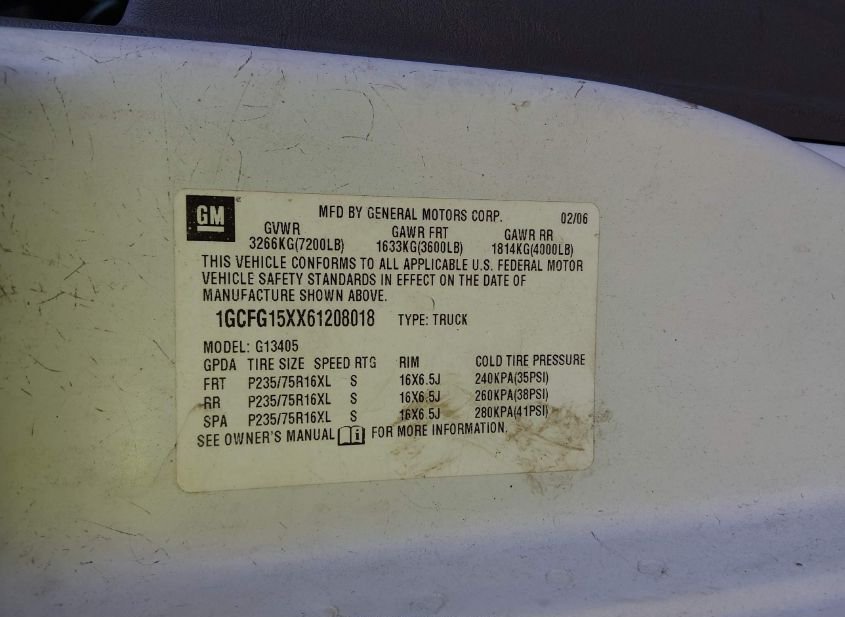 GM
MFD BY GENERAL MOTORS CORP. 02/06
GVWR GAWR FRT GAWR RR
3266KG(7200LB) 1633KG(3600LB) 1814KG(4000LB)
THIS VEHICLE CONFORMS TO ALL APPLICABLE U.S. FEDERAL MOTOR
VEHICLE SAFETY STANDARDS IN EFFECT ON THE DATE OF
MANUFACTURE SHOWN ABOVE.
1GCFG15XX61208018 TYPE: TRUCK
MODEL: G13405
GPDA TIRE SIZE SPEED RTG RIM COLD TIRE PRESSURE
FRT P235/75R16XL S 16X6.5J 240KPA(35PSI)
RR P235/75R16XL S 16X6.5J 260KPA(38PSI)
SPA P235/75R16XL S 16X6.5J 280KPA(41PSI)
SEE OWNER'S MANUAL i FOR MORE INFORMATION.